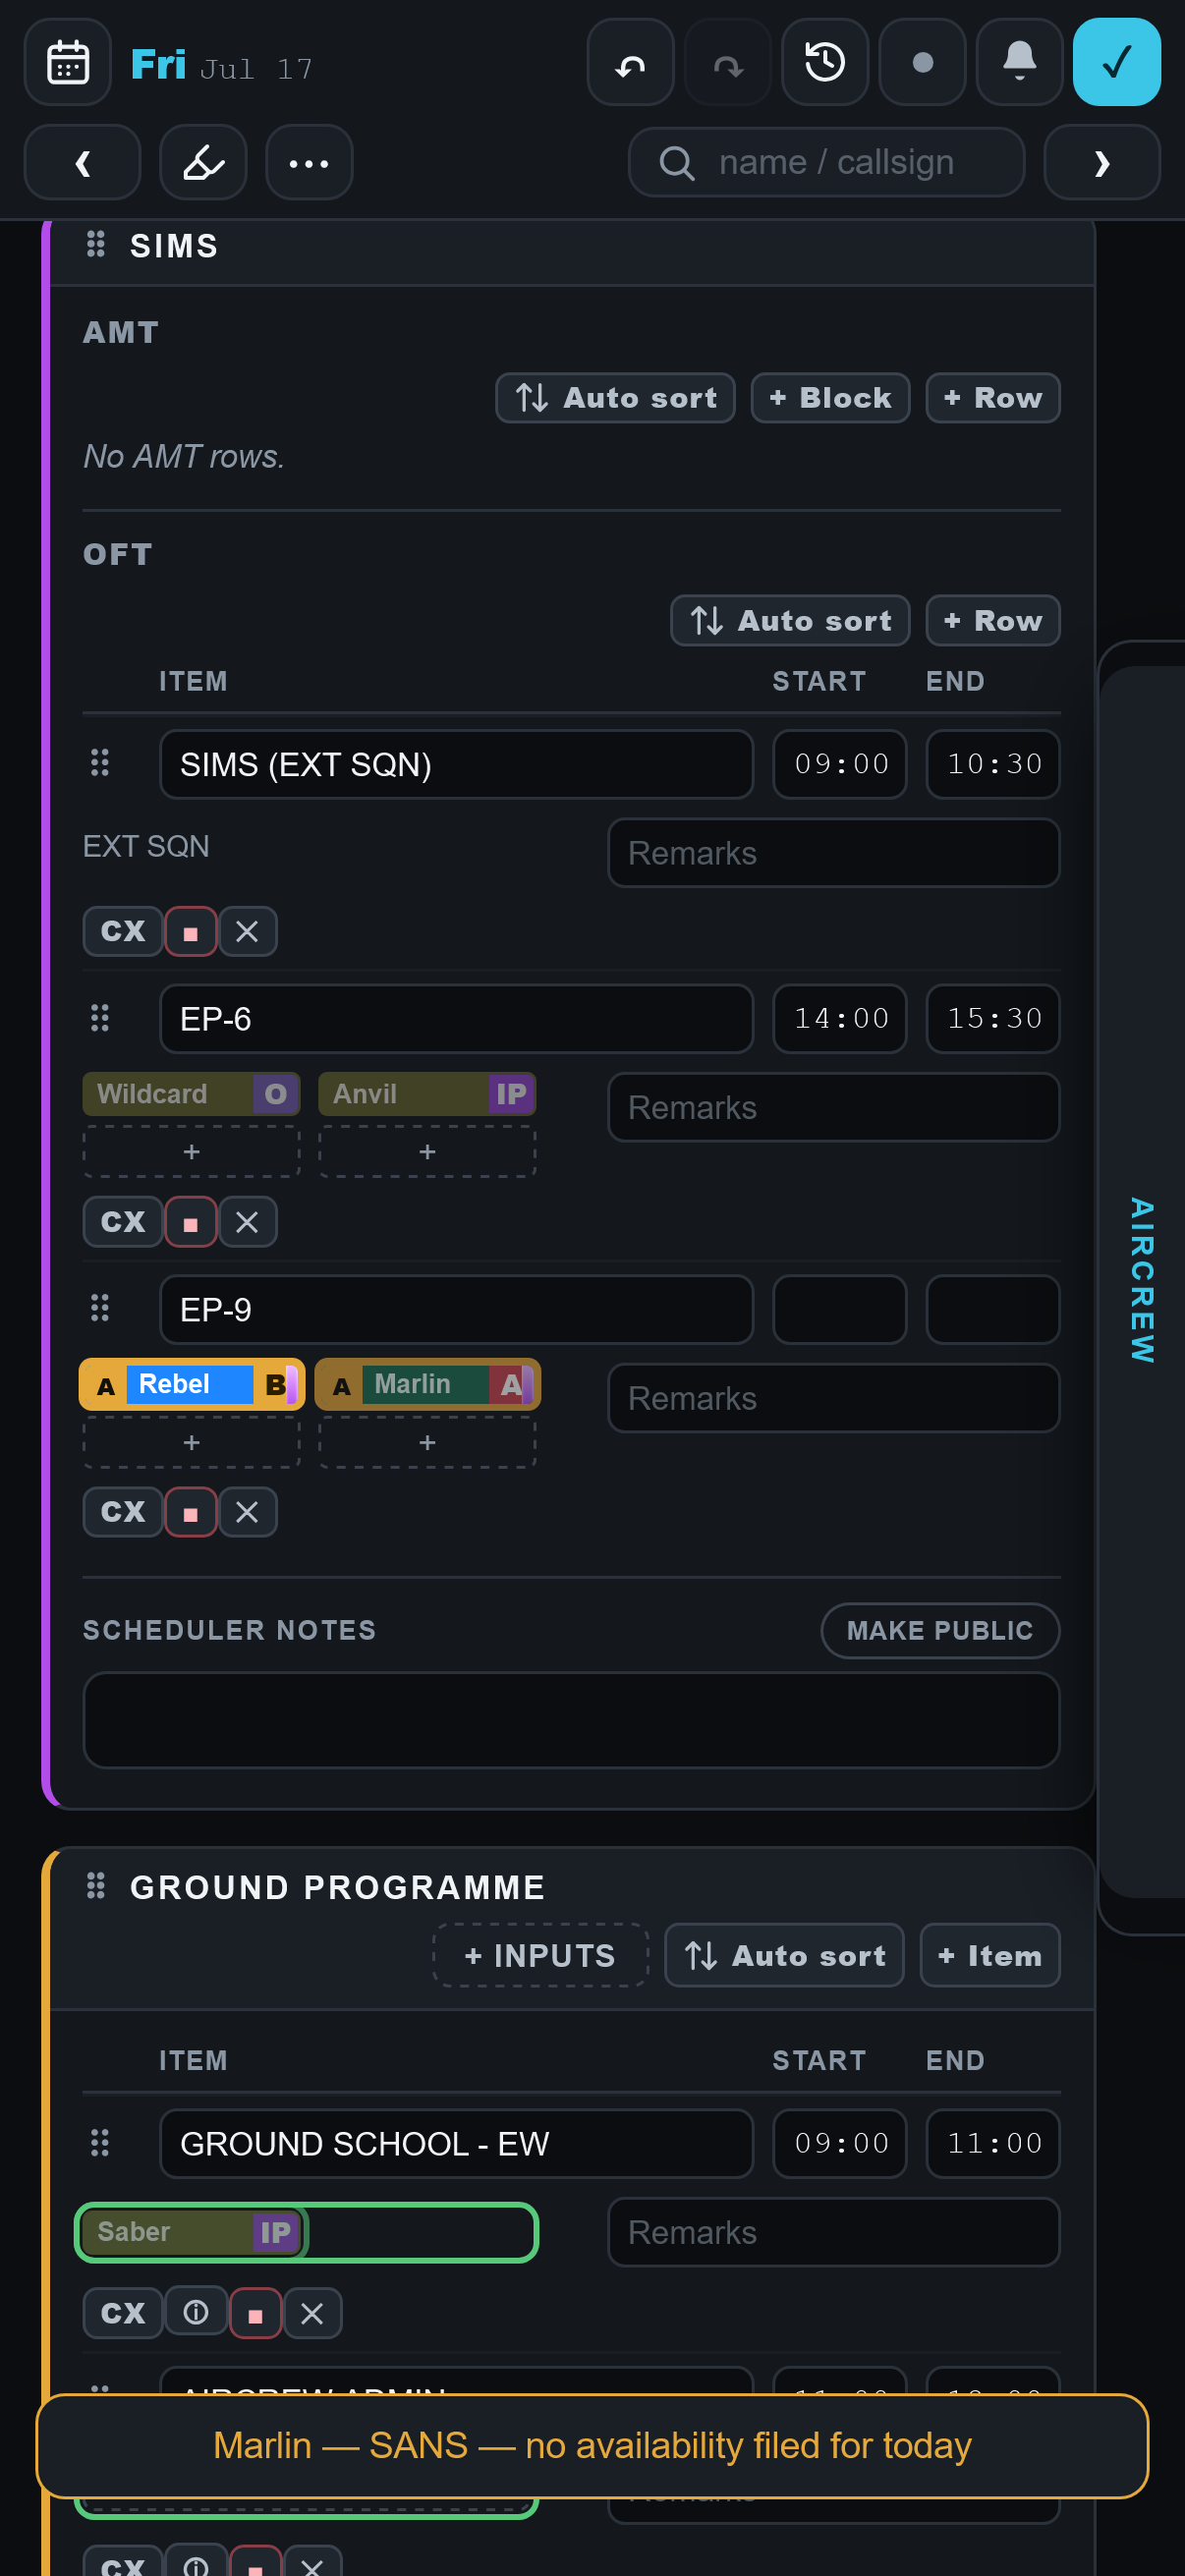 Fri Jul 17
name / callsign
SIMS
AMT
Auto sort + Block + Row
No AMT rows.
OFT
Auto sort + Row
ITEM START END
SIMS (EXT SQN) 09:00 10:30
EXT SQN Remarks
CX
EP-6 14:00 15:30
Wildcard O Anvil IP Remarks
+ +
CX
EP-9
A Rebel B A Marlin A Remarks
+ +
CX
SCHEDULER NOTES MAKE PUBLIC
AIRCREW
GROUND PROGRAMME
+ INPUTS Auto sort + Item
ITEM START END
GROUND SCHOOL - EW 09:00 11:00
Saber IP Remarks
CX
AIRCREW ADMIN
Marlin — SANS — no availability filed for today
Remarks
CX